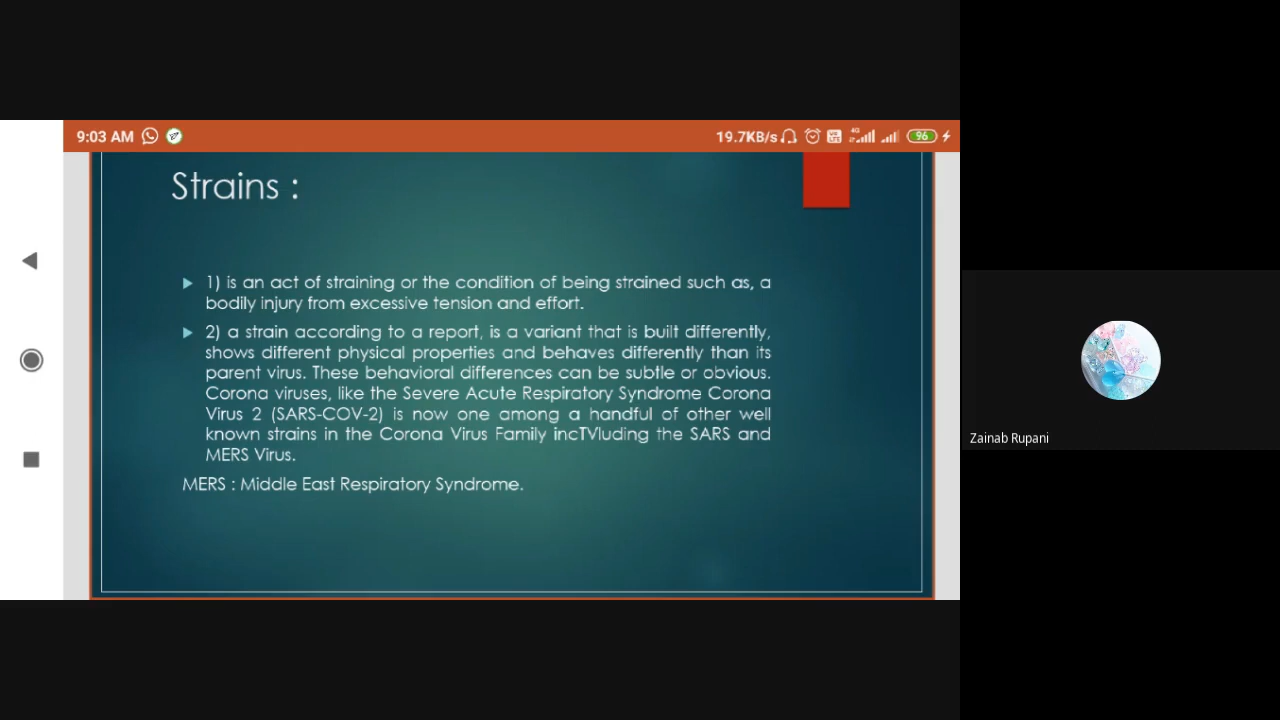 9:03 AM
19.7KB/s 4G 96
Strains :
1) is an act of straining or the condition of being strained such as, a
bodily injury from excessive tension and effort.
2) a strain according to a report, is a variant that is built differently,
shows different physical properties and behaves differently than its
parent virus. These behavioral differences can be subtle or obvious.
Corona viruses, like the Severe Acute Respiratory Syndrome Corona
Virus 2 (SARS-COV-2) is now one among a handful of other well
known strains in the Corona Virus Family incTVluding the SARS and
MERS Virus.
MERS : Middle East Respiratory Syndrome.
Zainab Rupani